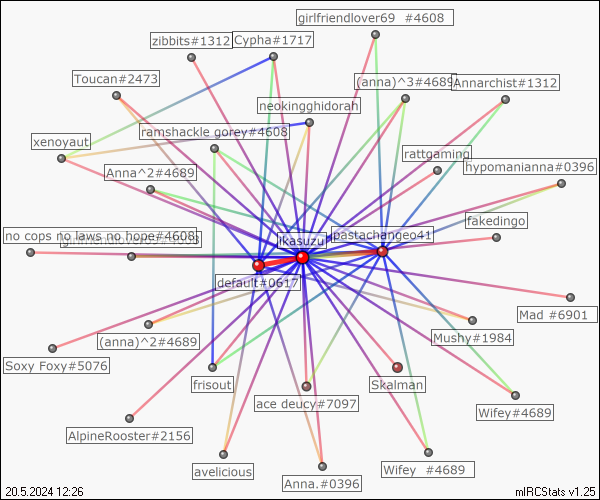 girlfriendlover69 #4608
zibbits#1312
Cypha#1717
Toucan#2473
(anna)^3#4689
Annarchist#1312
neokingghidorah
ramshackle gorey#4608
xenoyaut
rattgaming
Anna^2#4689
hypomanianna#0396
fakedingo
no cops no laws no hope#4608
ikasuzu
pastachangeo41
default#0617
Mad #6901
(anna)^2#4689
Mushy#1984
Soxy Foxy#5076
frisout
Skalman
ace deucy#7097
Wifey#4689
AlpineRooster#2156
avelicious
Anna.#0396
Wifey #4689
20.5.2024 12:26
mIRCStats v1.25